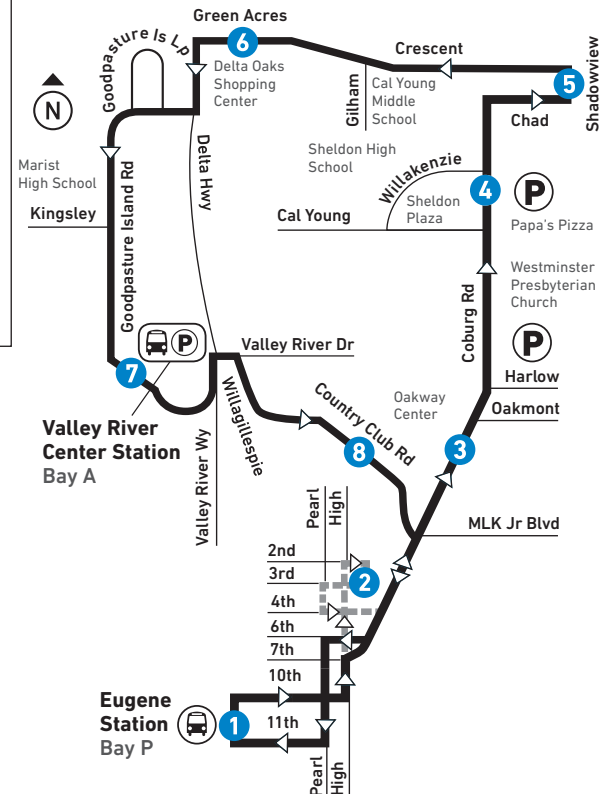 Green Acres
6
Goodpasture Is Lp
Delta Oaks
Shopping
Center
Crescent
5
Shadowview
N
Gilham
Cal Young
Middle
School
Chad
Marist
High School
Delta Hwy
Sheldon High
School
Willakenzie
4
P
Kingsley
Sheldon
Plaza
Cal Young
Papa's Pizza
Goodpasture Island Rd
Westminster
Presbyterian
Church
Coburg Rd
P
P
7
Valley River Dr
Harlow
Oakmont
Willagillespie
Country Club Rd
Oakway
Center
Valley River
Center Station
Bay A
8
3
Valley River Wy
Pearl
High
MLK Jr Blvd
2nd
3rd
2
4th
6th
7th
10th
Eugene
Station
Bay P
1
11th
Pearl
High